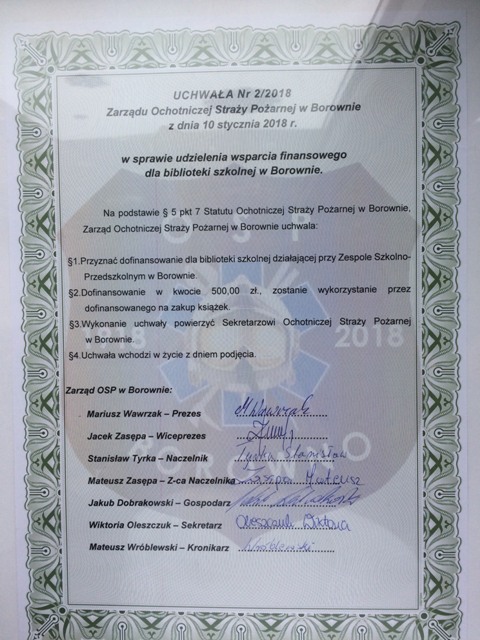 UCHWAŁA Nr 2/2018
Zarządu Ochotniczej Straży Pożarnej w Borownie
z dnia 10 stycznia 2018 r.
w sprawie udzielenia wsparcia finansowego
dla biblioteki szkolnej w Borownie.
Na podstawie § 5 pkt 7 Statutu Ochotniczej Straży Pożarnej w Borownie,
Zarząd Ochotniczej Straży Pożarnej w Borownie uchwala:
OSP
§1.Przyznać dofinansowanie dla biblioteki szkolnej działającej przy Zespole Szkolno-
Przedszkolnym w Borownie.
§2.Dofinansowanie w kwocie 500,00 zł., zostanie wykorzystanie przez
dofinansowanego na zakup książek.
§3.Wykonanie uchwały powierzyć Sekretarzowi Ochotniczej Straży Pożarnej
w Borownie.
2018
§4.Uchwała wchodzi w życie z dniem podjęcia.
Zarząd OSP w Borownie:
Mariusz Wawrzak – Prezes MWawrzak
Jacek Zasępa – Wiceprezes
Stanisław Tyrka – Naczelnik Tyrka Stanisław
Mateusz Zasępa – Z-ca Naczelnika Zasępa Mateusz
Jakub Dobrakowski – Gospodarz
Wiktoria Oleszczuk – Sekretarz Oleszczuk Wiktoria
Mateusz Wróblewski – Kronikarz Wróblewski